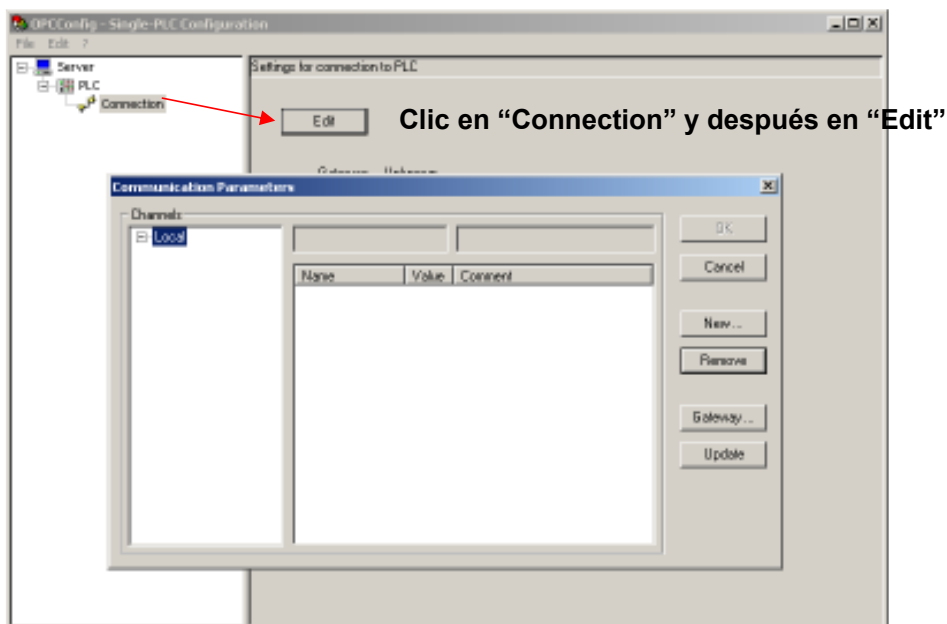 OPCConfig - Single-PLC Configuration
File Edit ?
Server
PLC
Connection
Settings for connection to PLC
Edit
Clic en “Connection” y después en “Edit”
Communication Parameters
Channels
Local
Name Value Comment
OK
Cancel
New...
Remove
Gateway...
Update